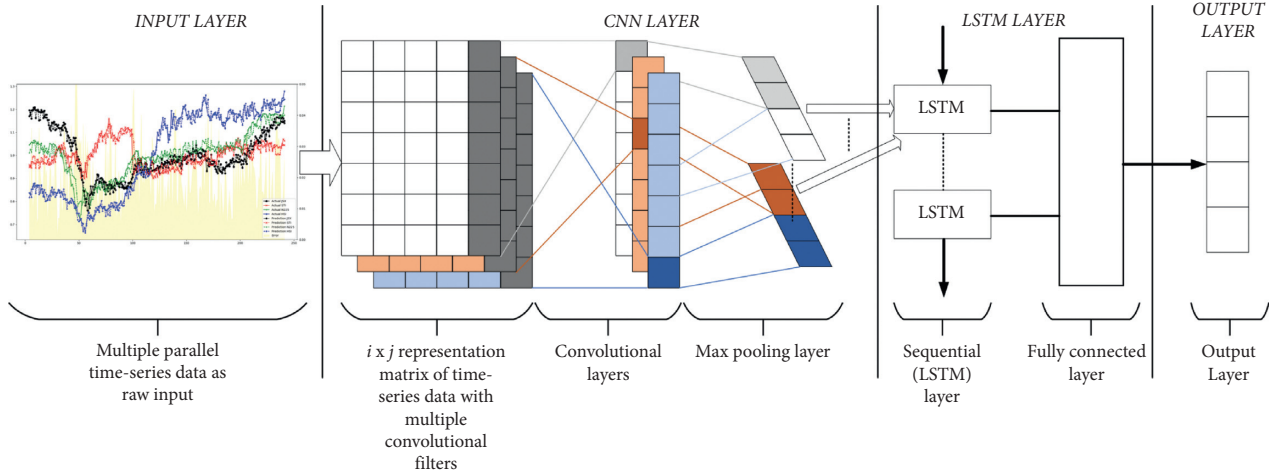 INPUT LAYER
CNN LAYER
LSTM LAYER
OUTPUT
LAYER
LSTM
LSTM
Multiple parallel
time-series data as
raw input
i x j representation
matrix of time-
series data with
multiple
convolutional
filters
Convolutional
layers
Max pooling layer
Sequential
(LSTM)
layer
Fully connected
layer
Output
Layer